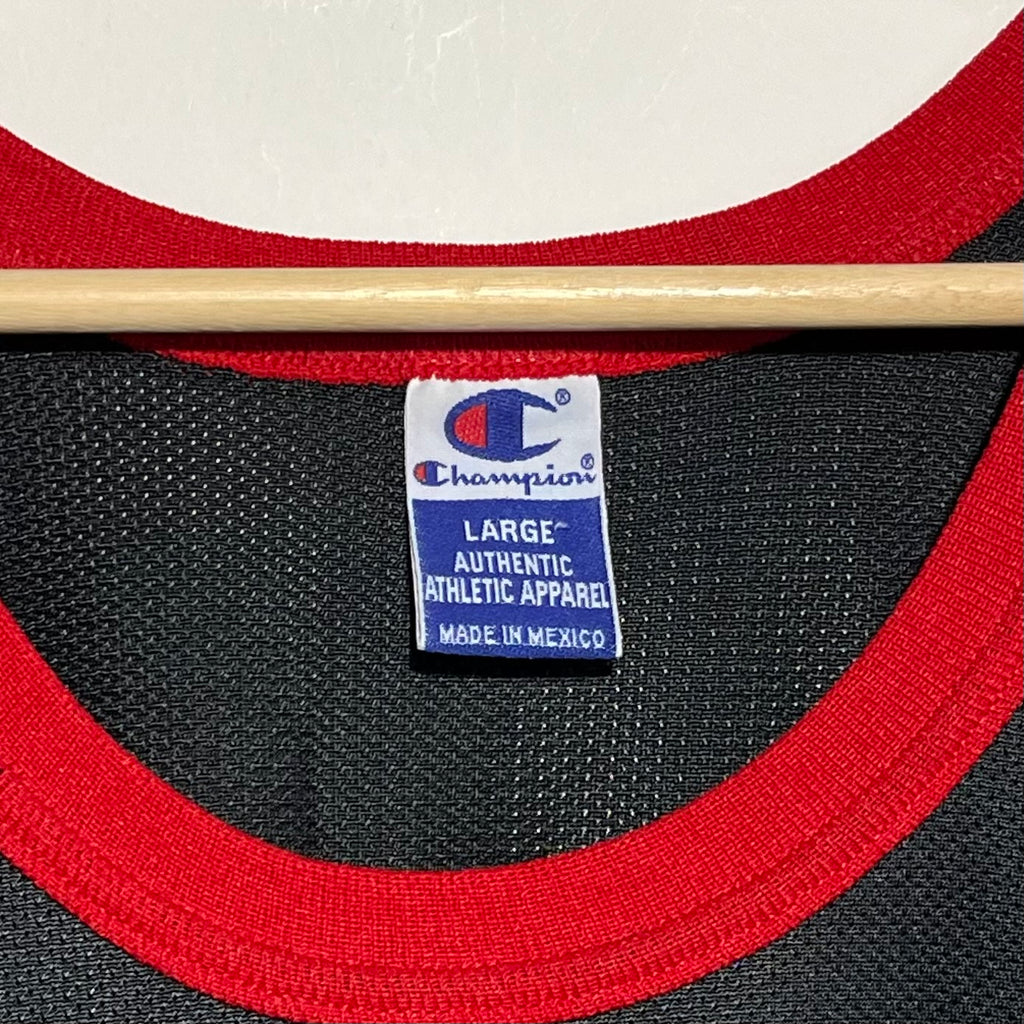 ®
Champion®
LARGE
AUTHENTIC
ATHLETIC APPAREL
MADE IN MEXICO